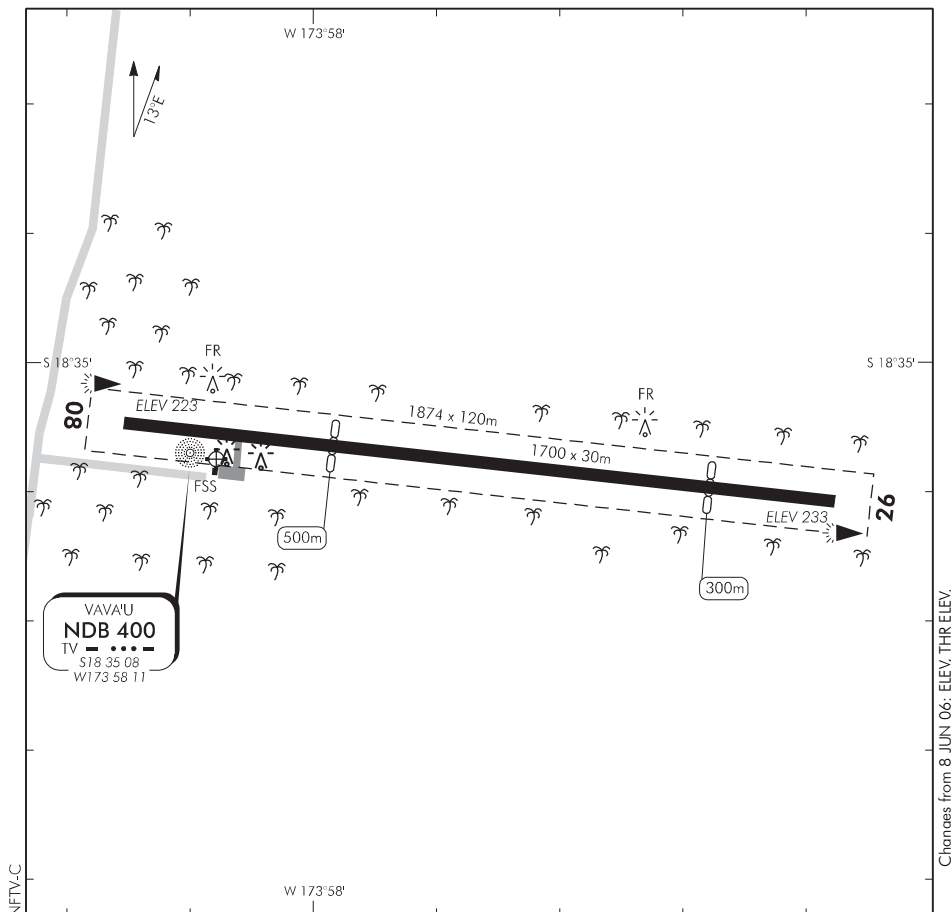 W 173°58'
13°E
FR
S 18°35'
S 18°35'
FR
ELEV 223
1874 x 120m
08
1700 x 30m
FSS
ELEV 233
26
500m
300m
VAVA'U
NDB 400
TV
S18 35 08
W173 58 11
W 173°58'
NFTV-C
Changes from 8 JUN 06: ELEV, THR ELEV.